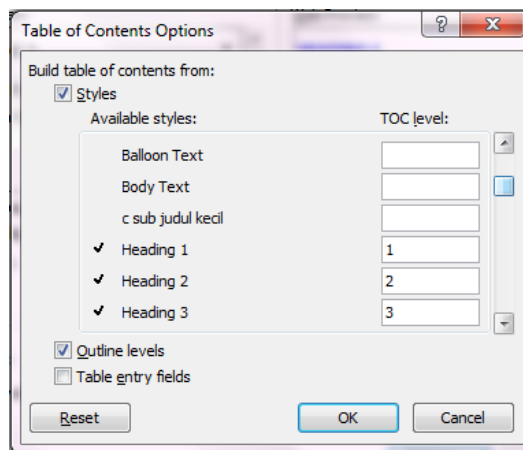 Table of Contents Options
Build table of contents from:
Styles
Available styles: TOC level:
Balloon Text
Body Text
c sub judul kecil
Heading 1 1
Heading 2 2
Heading 3 3
Outline levels
Table entry fields
Reset OK Cancel